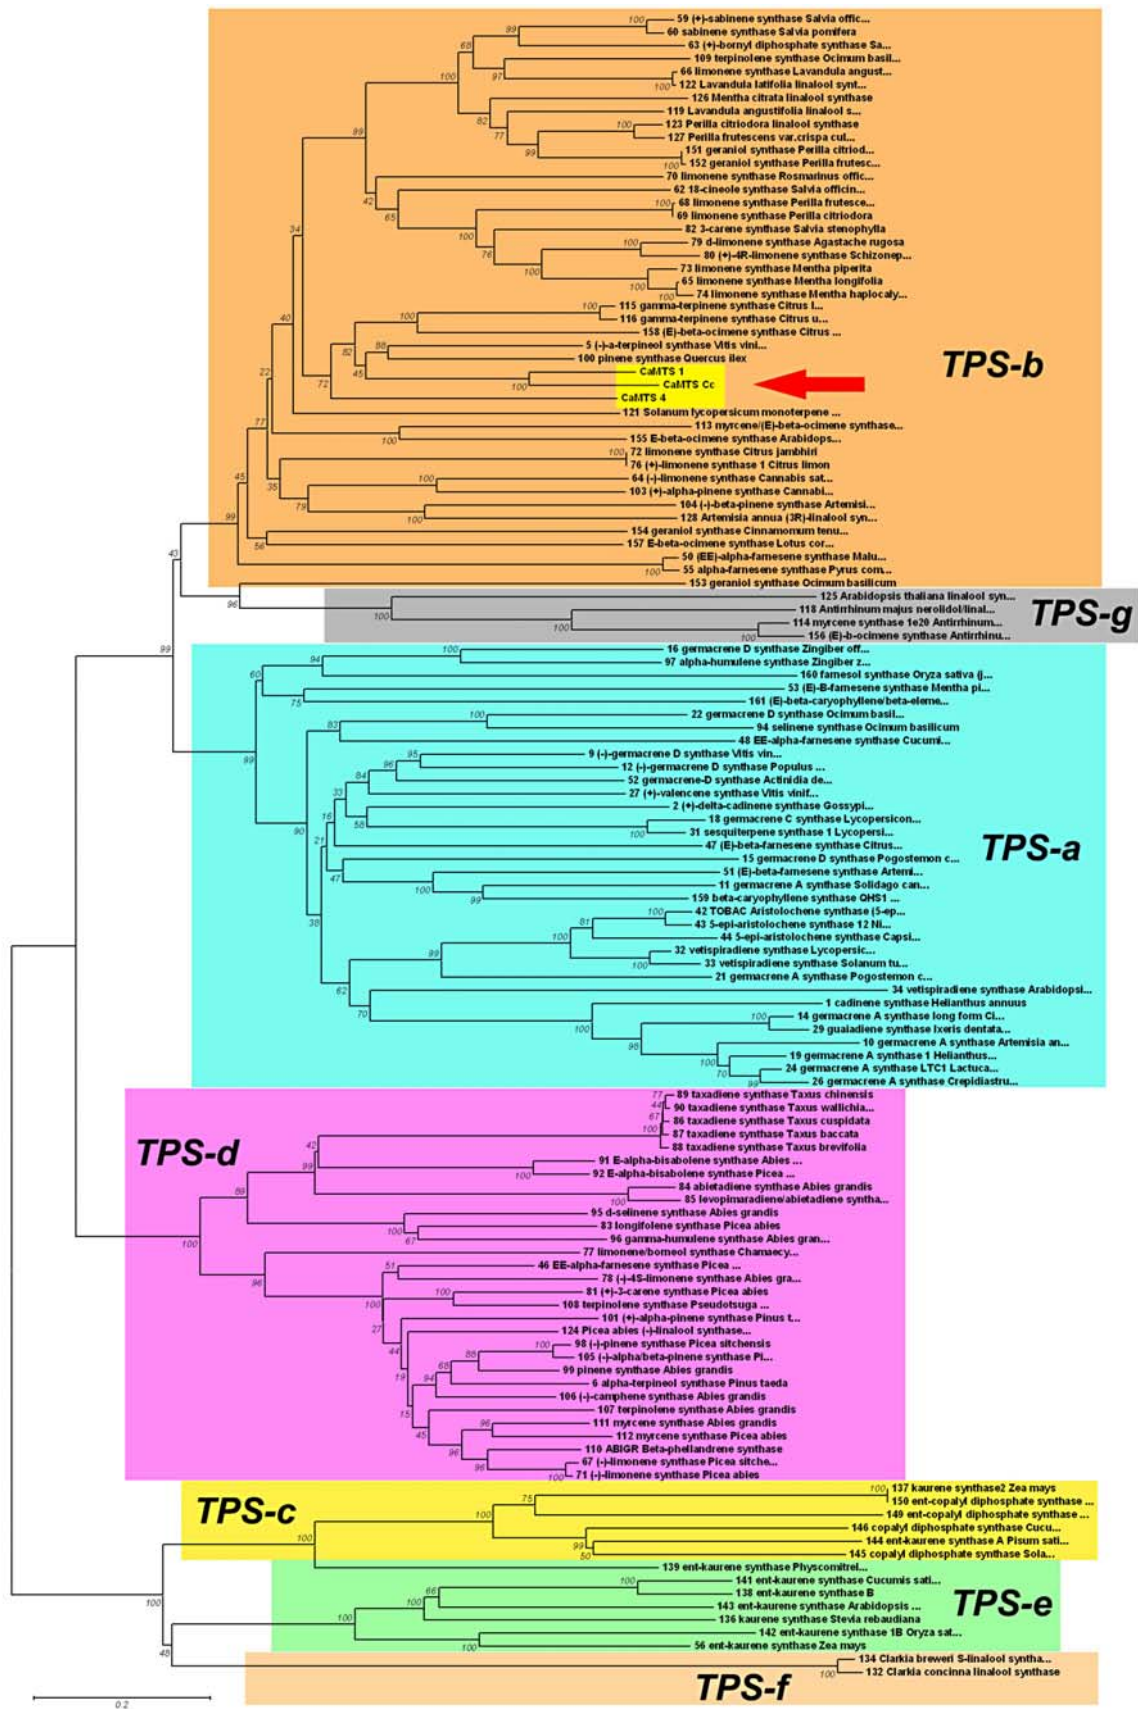 59 (+)-sabinene synthase Salvia offic...
60 sabinene synthase Salvia pomifera
63 (+)-bornyl diphosphate synthase Sa...
109 terpinolene synthase Ocimum basil...
66 limonene synthase Lavandula angust...
122 Lavandula latifolia linalool synt...
126 Mentha citrata linalool synthase
119 Lavandula angustifolia linalool s...
123 Perilla citriodora linalool synthase
127 Perilla frutescens var.crispa cul...
151 geraniol synthase Perilla citriod...
152 geraniol synthase Perilla frutesc...
70 limonene synthase Rosmarinus offic...
62 18-cineole synthase Salvia officin...
68 limonene synthase Perilla frutesce...
69 limonene synthase Perilla citriodora
82 3-carene synthase Salvia stenophylla
79 d-limonene synthase Agastache rugosa
80 (+)-4R-limonene synthase Schizonep...
73 limonene synthase Mentha piperita
65 limonene synthase Mentha longifolia
74 limonene synthase Mentha haplocaly...
115 gamma-terpinene synthase Citrus l...
116 gamma-terpinene synthase Citrus u...
158 (E)-beta-ocimene synthase Citrus ...
5 (-)-a-terpineol synthase Vitis vini...
100 pinene synthase Quercus ilex
TPS-b
CaMTS 1
CaMTS Cc
CaMTS 4
121 Solanum lycopersicum monoterpene ...
113 myrcene/(E)-beta-ocimene synthase...
155 E-beta-ocimene synthase Arabidops...
72 limonene synthase Citrus jambhiri
76 (+)-limonene synthase 1 Citrus limon
64 (-)-limonene synthase Cannabis sat...
103 (+)-alpha-pinene synthase Cannabi...
104 (-)-beta-pinene synthase Artemisi...
128 Artemisia annua (3R)-linalool syn...
154 geraniol synthase Cinnamomum tenu...
157 E-beta-ocimene synthase Lotus cor...
50 (EE)-alpha-farnesene synthase Malu...
55 alpha-farnesene synthase Pyrus com...
153 geraniol synthase Ocimum basilicum
125 Arabidopsis thaliana linalool syn...
118 Antirrhinum majus nerolidol/linal...
TPS-g
114 myrcene synthase 1e20 Antirrhinum...
156 (E)-b-ocimene synthase Antirrhinu...
16 germacrene D synthase Zingiber off...
97 alpha-humulene synthase Zingiber z...
160 farnesol synthase Oryza sativa (j...
53 (E)-B-farnesene synthase Mentha pi...
161 (E)-beta-caryophyllene/beta-eleme...
22 germacrene D synthase Ocimum basil...
94 selinene synthase Ocimum basilicum
48 EE-alpha-farnesene synthase Cucumi...
9 (-)-germacrene D synthase Vitis vin...
12 (-)-germacrene D synthase Populus ...
52 germacrene-D synthase Actinidia de...
27 (+)-valencene synthase Vitis vinif...
2 (+)-delta-cadinene synthase Gossypi...
18 germacrene C synthase Lycopersicon...
31 sesquiterpene synthase 1 Lycopersi...
47 (E)-beta-farnesene synthase Citrus...
TPS-a
15 germacrene D synthase Pogostemon c...
51 (E)-beta-farnesene synthase Artemi...
11 germacrene A synthase Solidago can...
159 beta-caryophyllene synthase QHS1 ...
42 TOBAC Aristolochene synthase (5-ep...
43 5-epi-aristolochene synthase 12 Ni...
44 5-epi-aristolochene synthase Capsi...
32 vetispiradiene synthase Lycopersic...
33 vetispiradiene synthase Solanum tu...
21 germacrene A synthase Pogostemon c...
34 vetispiradiene synthase Arabidopsi...
1 cadinene synthase Helianthus annuus
14 germacrene A synthase long form Ci...
29 guaiadiene synthase Ixeris dentata...
10 germacrene A synthase Artemisia an...
19 germacrene A synthase 1 Helianthus...
24 germacrene A synthase LTC1 Lactuca...
26 germacrene A synthase Crepidiastru...
89 taxadiene synthase Taxus chinensis
90 taxadiene synthase Taxus wallichia...
86 taxadiene synthase Taxus cuspidata
87 taxadiene synthase Taxus baccata
88 taxadiene synthase Taxus brevifolia
TPS-d
91 E-alpha-bisabolene synthase Abies ...
92 E-alpha-bisabolene synthase Picea ...
84 abietadiene synthase Abies grandis
85 levopimaradiene/abietadiene syntha...
95 d-selinene synthase Abies grandis
83 longifolene synthase Picea abies
96 gamma-humulene synthase Abies gran...
77 limonene/borneol synthase Chamaecy...
46 EE-alpha-farnesene synthase Picea ...
78 (-)-4S-limonene synthase Abies gra...
81 (+)-3-carene synthase Picea abies
108 terpinolene synthase Pseudotsuga ...
101 (+)-alpha-pinene synthase Pinus t...
124 Picea abies (-)-linalool synthase...
98 (-)-pinene synthase Picea sitchensis
105 (-)-alpha/beta-pinene synthase Pi...
99 pinene synthase Abies grandis
6 alpha-terpineol synthase Pinus taeda
106 (-)-camphene synthase Abies grandis
107 terpinolene synthase Abies grandis
111 myrcene synthase Abies grandis
112 myrcene synthase Picea abies
110 ABIGR Beta-phellandrene synthase
67 (-)-limonene synthase Picea sitche...
71 (-)-limonene synthase Picea abies
137 kaurene synthase2 Zea mays
150 ent-copalyl diphosphate synthase ...
TPS-c
149 ent-copalyl diphosphate synthase ...
146 copalyl diphosphate synthase Cucu...
144 ent-kaurene synthase A Pisum sati...
145 copalyl diphosphate synthase Sola...
139 ent-kaurene synthase Physcomitrel...
141 ent-kaurene synthase Cucumis sati...
138 ent-kaurene synthase B
TPS-e
143 ent-kaurene synthase Arabidopsis ...
136 kaurene synthase Stevia rebaudiana
142 ent-kaurene synthase 1B Oryza sat...
56 ent-kaurene synthase Zea mays
134 Clarkia breweri S-linalool syntha...
132 Clarkia concinna linalool synthase
TPS-f
0.2